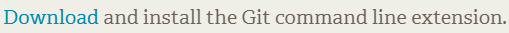 Download and install the Git command line extension.